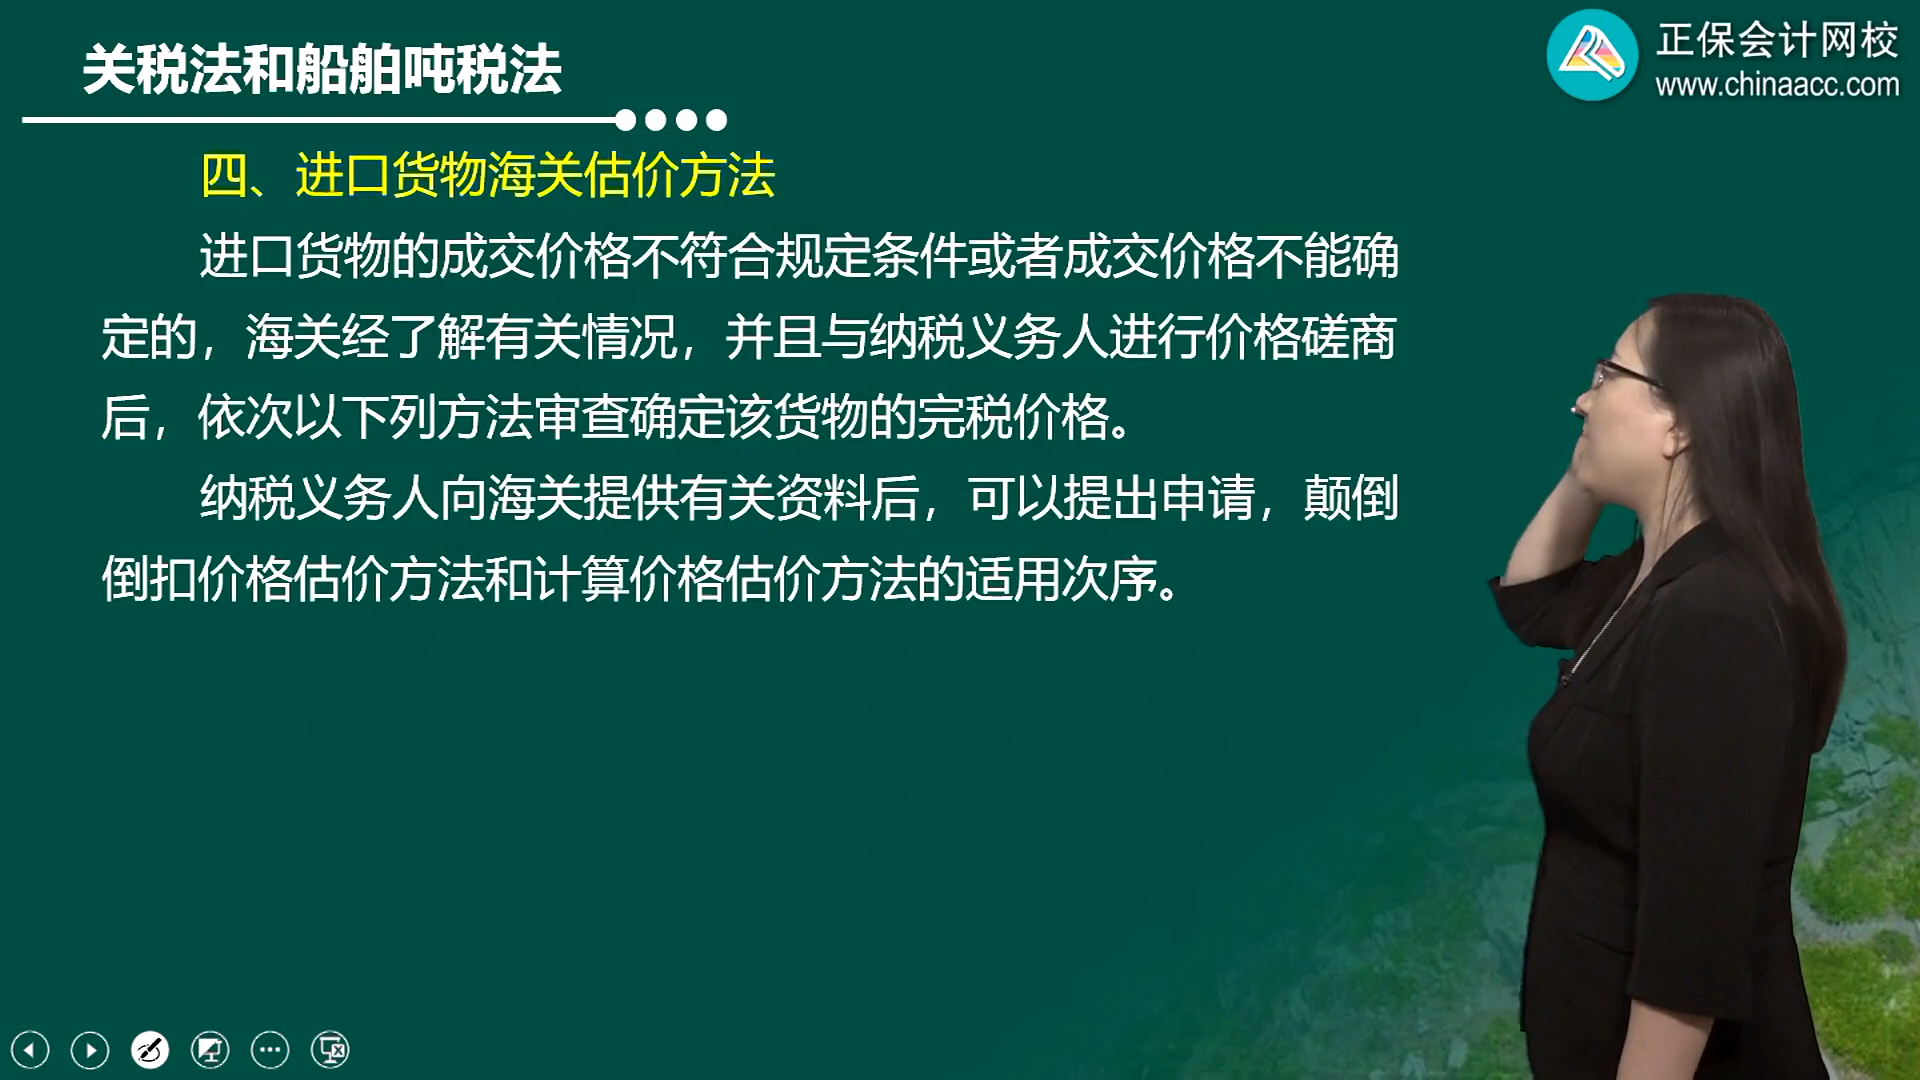 关税法和船舶吨税法
正保会计网校
www.chinaacc.com
四、进口货物海关估价方法
进口货物的成交价格不符合规定条件或者成交价格不能确
定的，海关经了解有关情况，并且与纳税义务人进行价格磋商
后，依次以下列方法审查确定该货物的完税价格。
纳税义务人向海关提供有关资料后，可以提出申请，颠倒
倒扣价格估价方法和计算价格估价方法的适用次序。